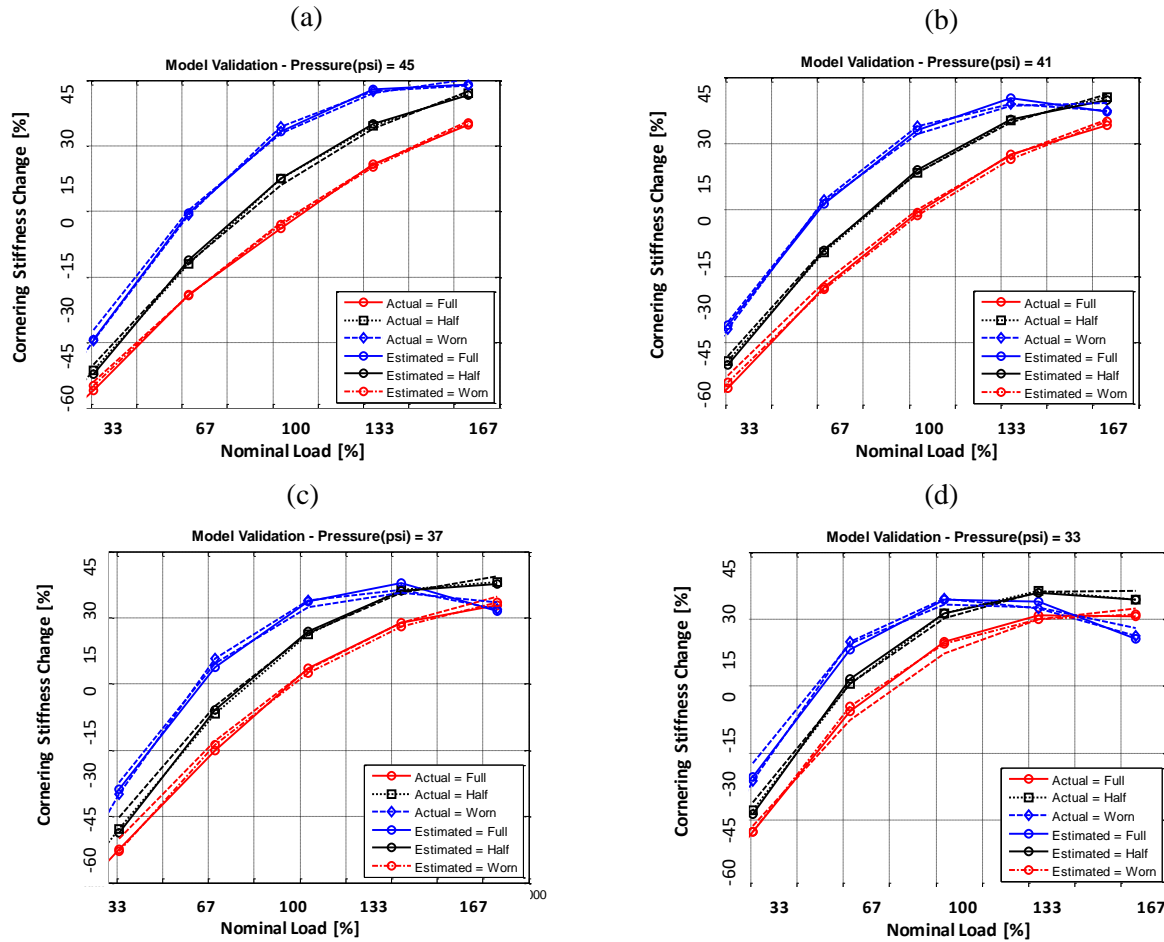 (a)
Model Validation - Pressure(psi) = 45
Cornering Stiffness Change [%]
45
30
15
0
-15
-30
-45
-60
Actual = Full
Actual = Half
Actual = Worn
Estimated = Full
Estimated = Half
Estimated = Worn
33 67 100 133 167
Nominal Load [%]
(b)
Model Validation - Pressure(psi) = 41
Cornering Stiffness Change [%]
45
30
15
0
-15
-30
-45
-60
Actual = Full
Actual = Half
Actual = Worn
Estimated = Full
Estimated = Half
Estimated = Worn
33 67 100 133 167
Nominal Load [%]
(c)
Model Validation - Pressure(psi) = 37
Cornering Stiffness Change [%]
45
30
15
0
-15
-30
-45
-60
Actual = Full
Actual = Half
Actual = Worn
Estimated = Full
Estimated = Half
Estimated = Worn
33 67 100 133 167
Nominal Load [%]
(d)
Model Validation - Pressure(psi) = 33
Cornering Stiffness Change [%]
45
30
15
0
-15
-30
-45
-60
Actual = Full
Actual = Half
Actual = Worn
Estimated = Full
Estimated = Half
Estimated = Worn
33 67 100 133 167
Nominal Load [%]